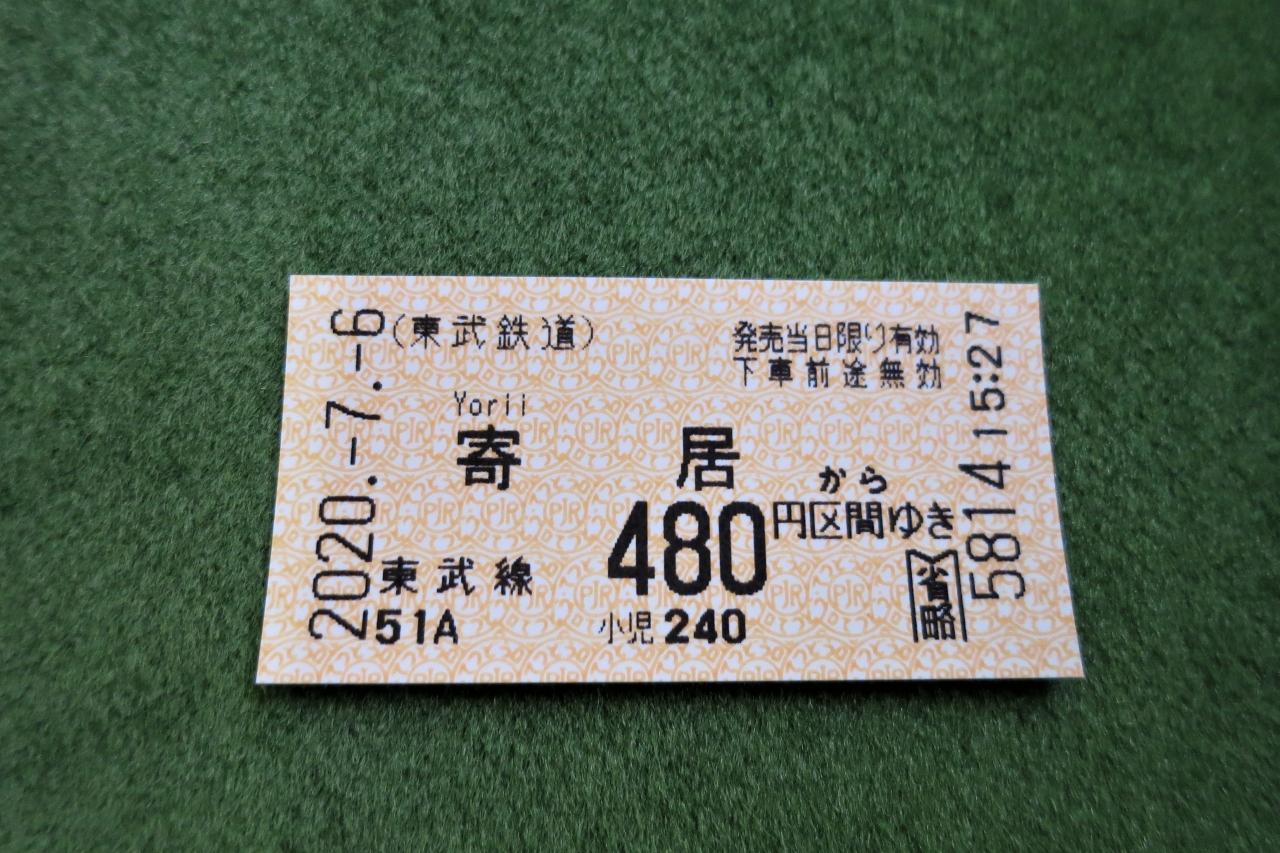 2020.-7.-6
(東武鉄道)
発売当日限り有効
下車前途無効
Yorii
寄居
から
480円区間ゆき
東武線
51A
小児240
省略
5814 15:27